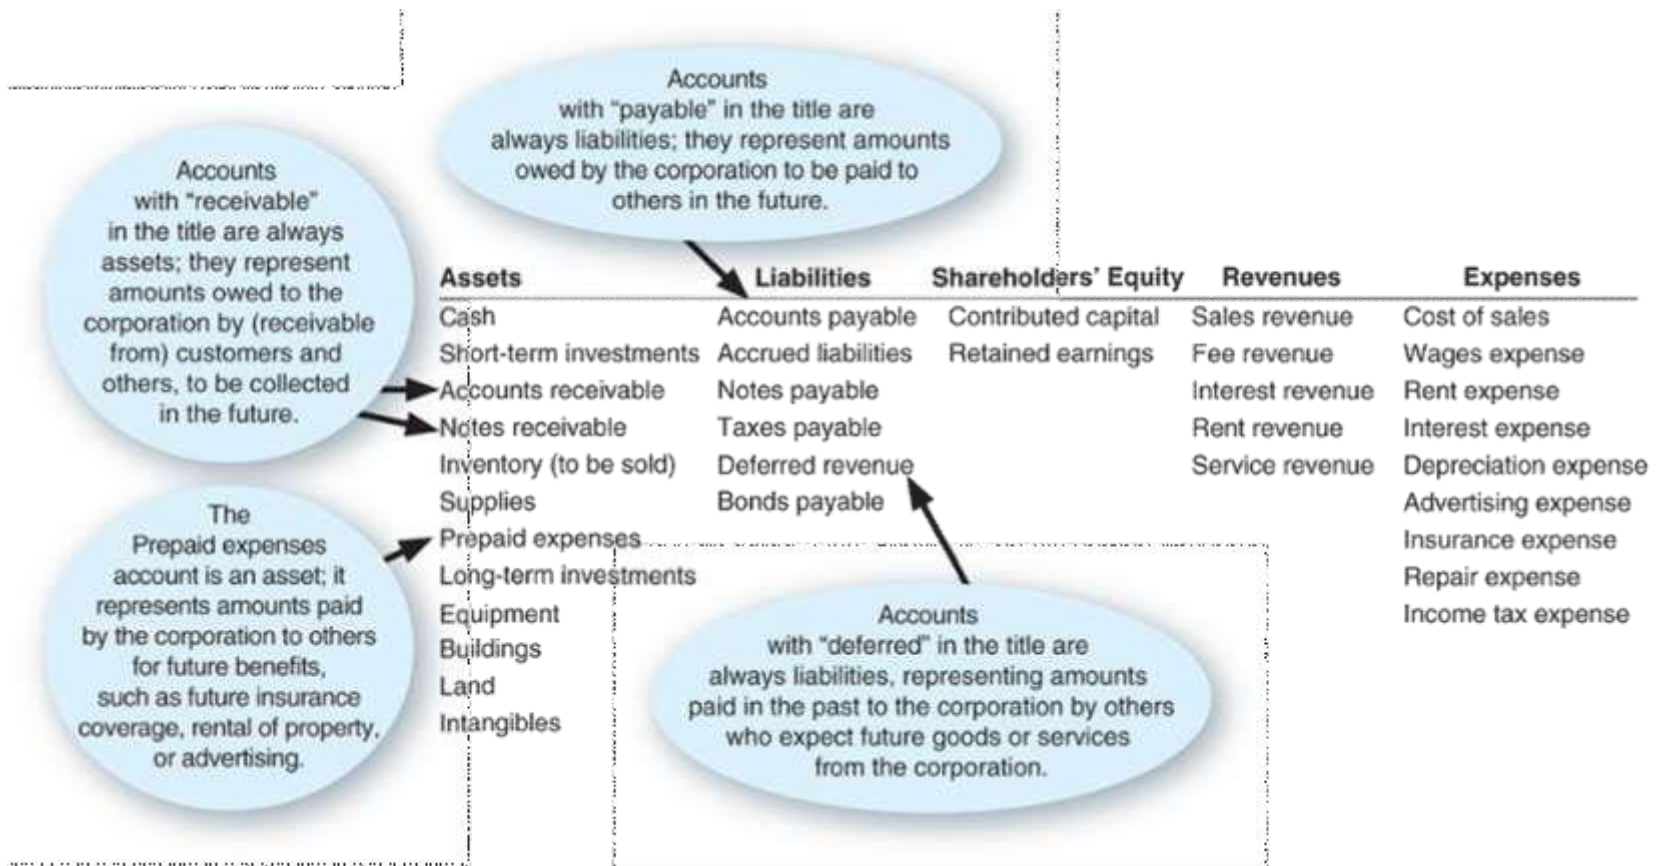 Accounts
with “payable” in the title are
always liabilities; they represent amounts
owed by the corporation to be paid to
others in the future.
Accounts
with “receivable”
in the title are always
assets; they represent
amounts owed to the
corporation by (receivable
from) customers and
others, to be collected
in the future.
Assets Liabilities Shareholders’ Equity Revenues Expenses
Cash Accounts payable Contributed capital Sales revenue Cost of sales
Short-term investments Accrued liabilities Retained earnings Fee revenue Wages expense
Accounts receivable Notes payable Interest revenue Rent expense
Notes receivable Taxes payable Rent revenue Interest expense
Inventory (to be sold) Deferred revenue Service revenue Depreciation expense
Supplies Bonds payable Advertising expense
Prepaid expenses Insurance expense
Long-term investments Repair expense
Equipment Income tax expense
Buildings
Land
Intangibles
The
Prepaid expenses
account is an asset; it
represents amounts paid
by the corporation to others
for future benefits,
such as future insurance
coverage, rental of property,
or advertising.
Accounts
with “deferred” in the title are
always liabilities, representing amounts
paid in the past to the corporation by others
who expect future goods or services
from the corporation.